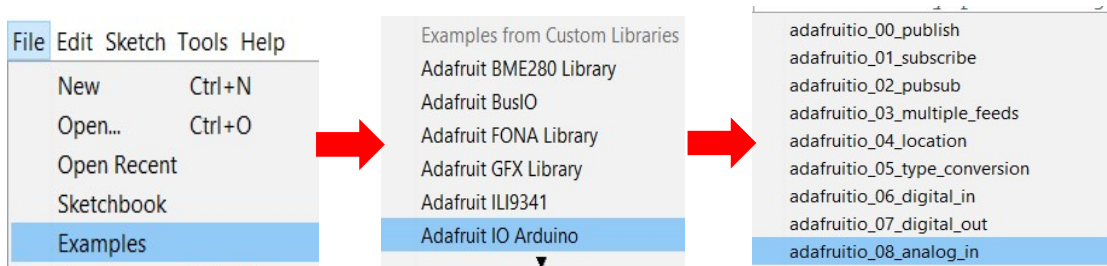 File Edit Sketch Tools Help
New Ctrl+N
Open... Ctrl+O
Open Recent
Sketchbook
Examples
Examples from Custom Libraries
Adafruit BME280 Library
Adafruit BusIO
Adafruit FONA Library
Adafruit GFX Library
Adafruit ILI9341
Adafruit IO Arduino
adafruitio_00_publish
adafruitio_01_subscribe
adafruitio_02_pubsub
adafruitio_03_multiple_feeds
adafruitio_04_location
adafruitio_05_type_conversion
adafruitio_06_digital_in
adafruitio_07_digital_out
adafruitio_08_analog_in